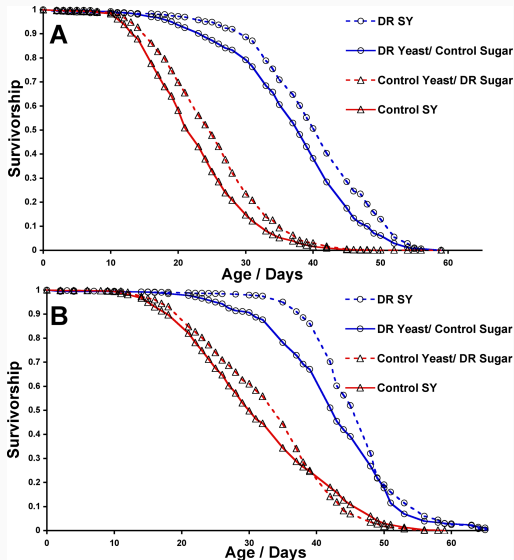 A
1
0.9
0.8
0.7
0.6
0.5
0.4
0.3
0.2
0.1
0
Survivorship
0 10 20 30 40 50 60
Age / Days
DR SY
DR Yeast/ Control Sugar
Control Yeast/ DR Sugar
Control SY
B
1
0.9
0.8
0.7
0.6
0.5
0.4
0.3
0.2
0.1
0
Survivorship
0 10 20 30 40 50 60
Age / Days
DR SY
DR Yeast/ Control Sugar
Control Yeast/ DR Sugar
Control SY